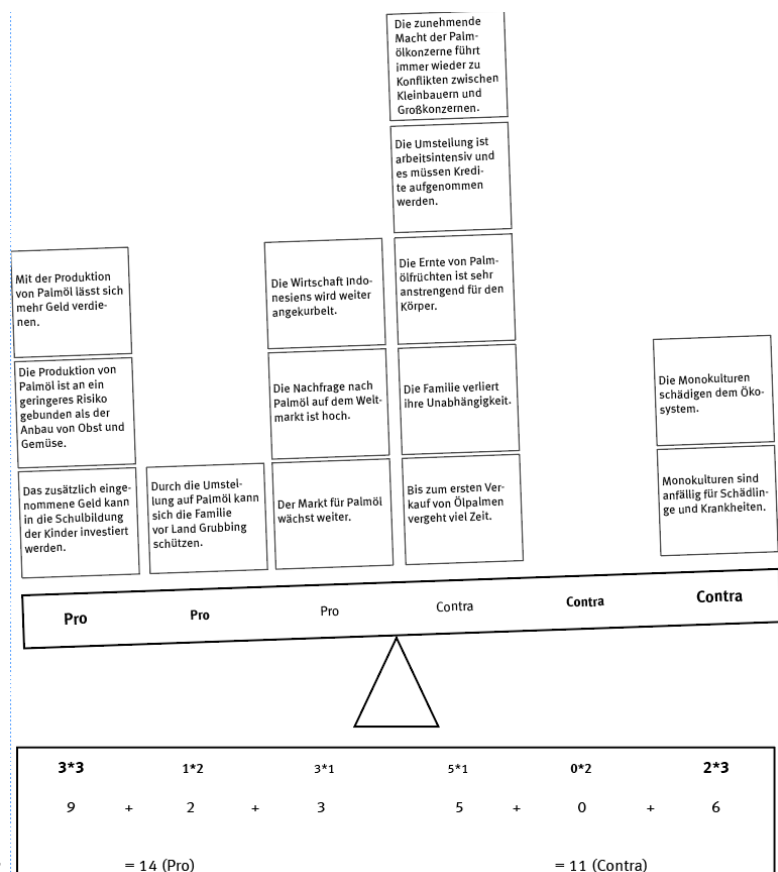 Die zunehmende
Macht der Palm-
ölkonzerne führt
immer wieder zu
Konflikten zwischen
Kleinbauern und
Großkonzernen.
Die Umstellung ist
arbeitsintensiv und
es müssen Kredi-
te aufgenommen
werden.
Mit der Produktion
von Palmöl lässt sich
mehr Geld verdie-
nen.
Die Wirtschaft Indo-
nesiens wird weiter
angekurbelt.
Die Ernte von Palm-
ölfrüchten ist sehr
anstrengend für den
Körper.
Die Produktion von
Palmöl ist an ein
geringeres Risiko
gebunden als der
Anbau von Obst und
Gemüse.
Die Nachfrage nach
Palmöl auf dem Welt-
markt ist hoch.
Die Familie verliert
ihre Unabhängigkeit.
Die Monokulturen
schädigen dem Öko-
system.
Das zusätzlich einge-
nommene Geld kann
in die Schulbildung
der Kinder investiert
werden.
Durch die Umstel-
lung auf Palmöl kann
sich die Familie
vor Land Grubbing
schützen.
Der Markt für Palmöl
wächst weiter.
Bis zum ersten Ver-
kauf von Ölpalmen
vergeht viel Zeit.
Monokulturen sind
anfällig für Schädlin-
ge und Krankheiten.
Pro Pro Pro Contra Contra Contra
3*3 1*2 3*1 5*1 0*2 2*3
9 + 2 + 3 5 + 0 + 6
= 14 (Pro) = 11 (Contra)